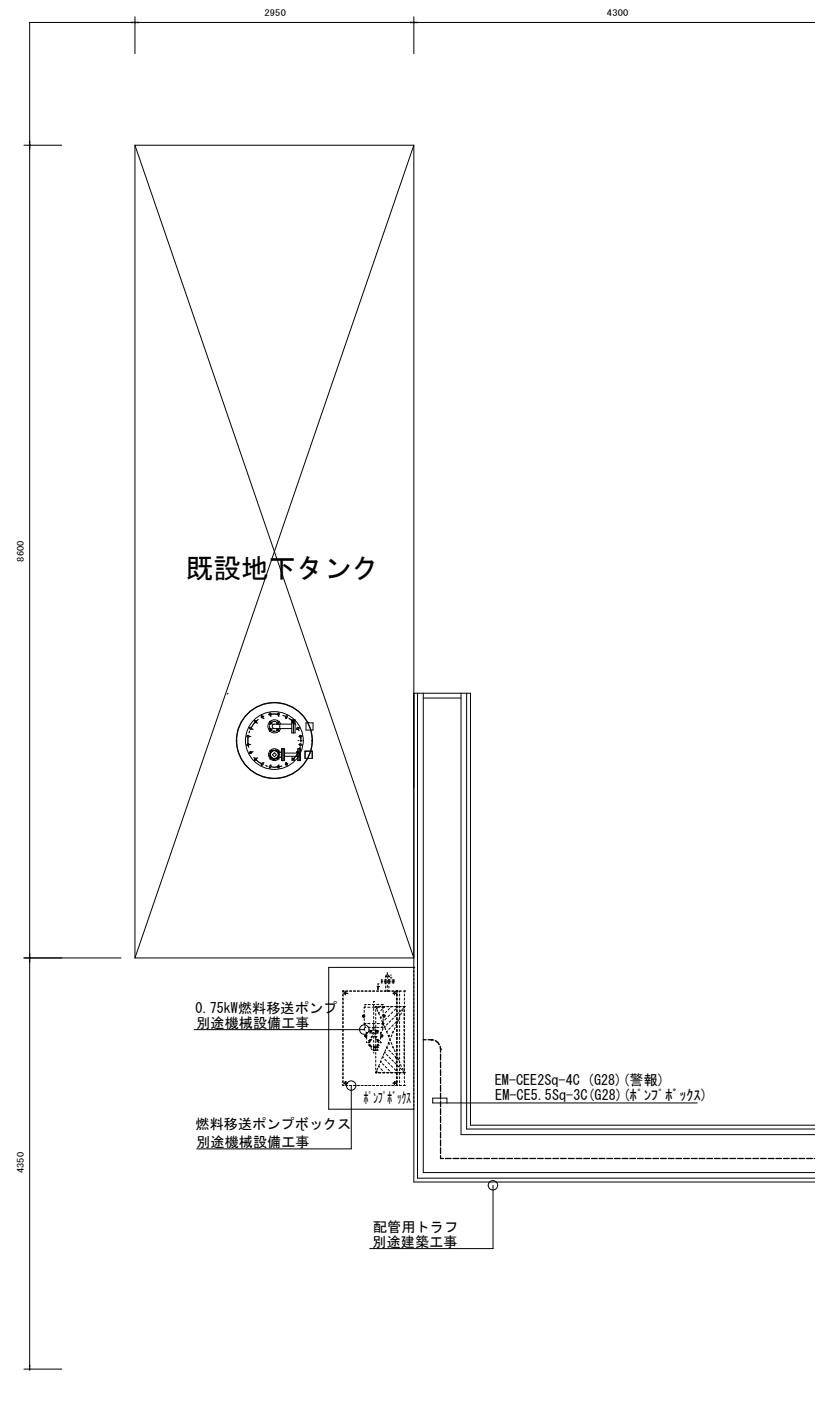 2950
4300
8600
既設地下タンク
0.75kW燃料移送ポンプ
別途機械設備工事
ポンプボックス
燃料移送ポンプボックス
別途機械設備工事
EM-CEE2Sq-4C (G28)(警報)
EM-CE5.5Sq-3C(G28)(ポンプボックス)
4350
配管用トラフ
別途建築工事